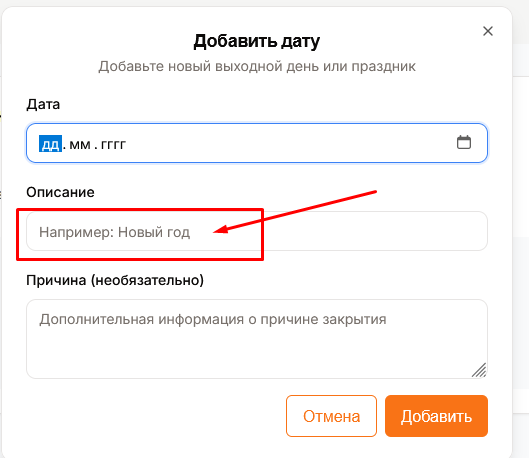 Добавить дату
Добавьте новый выходной день или праздник
Дата
дд.мм.гггг
Описание
Например: Новый год
Причина (необязательно)
Дополнительная информация о причине закрытия
Отмена
Добавить